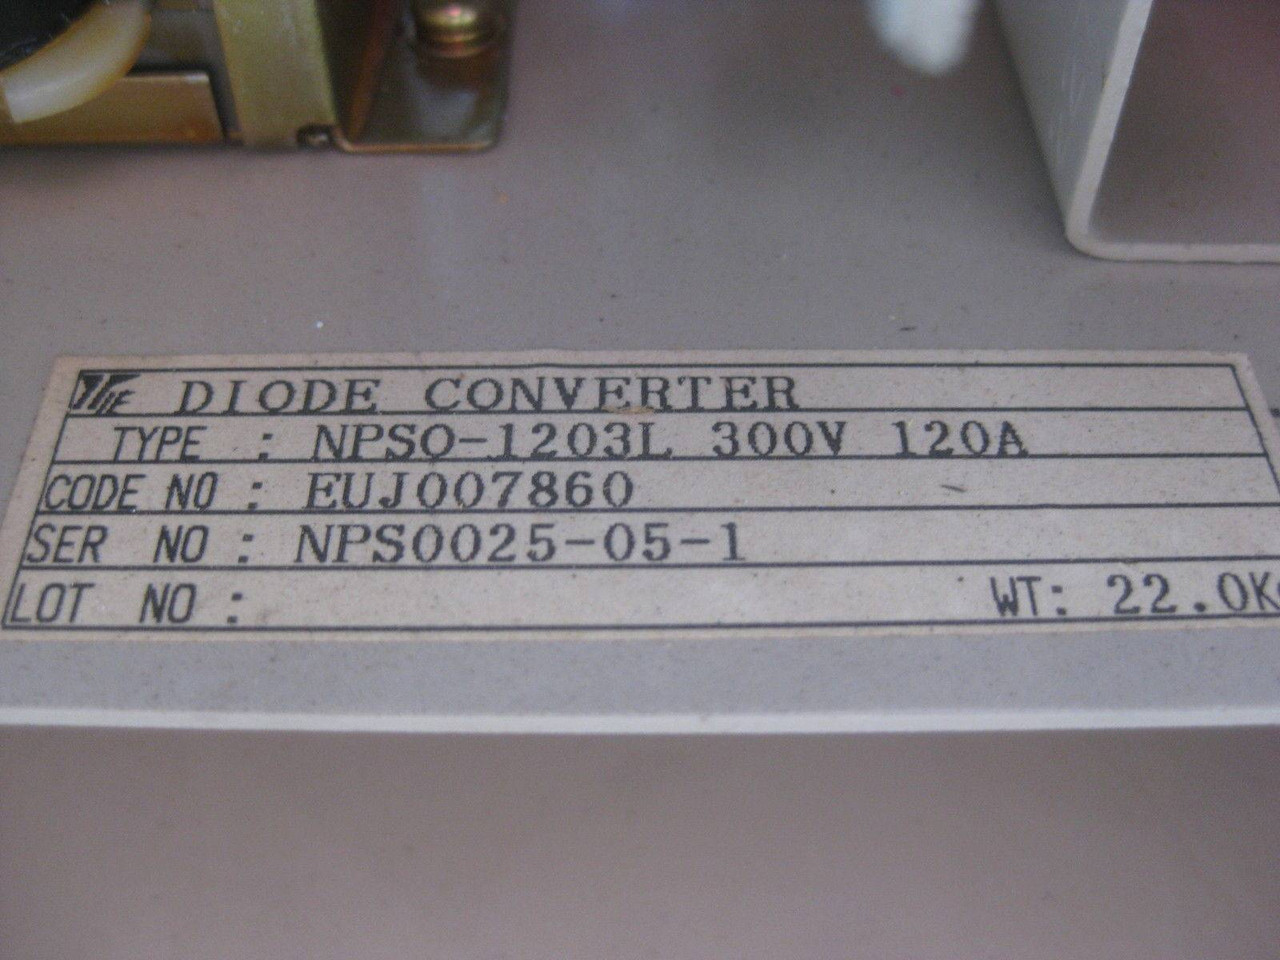 DIODE CONVERTER
TYPE : NPSO-1203L 300V 120A
CODE NO : EUJ007860
SER NO : NPS0025-05-1
LOT NO : WT: 22.0K